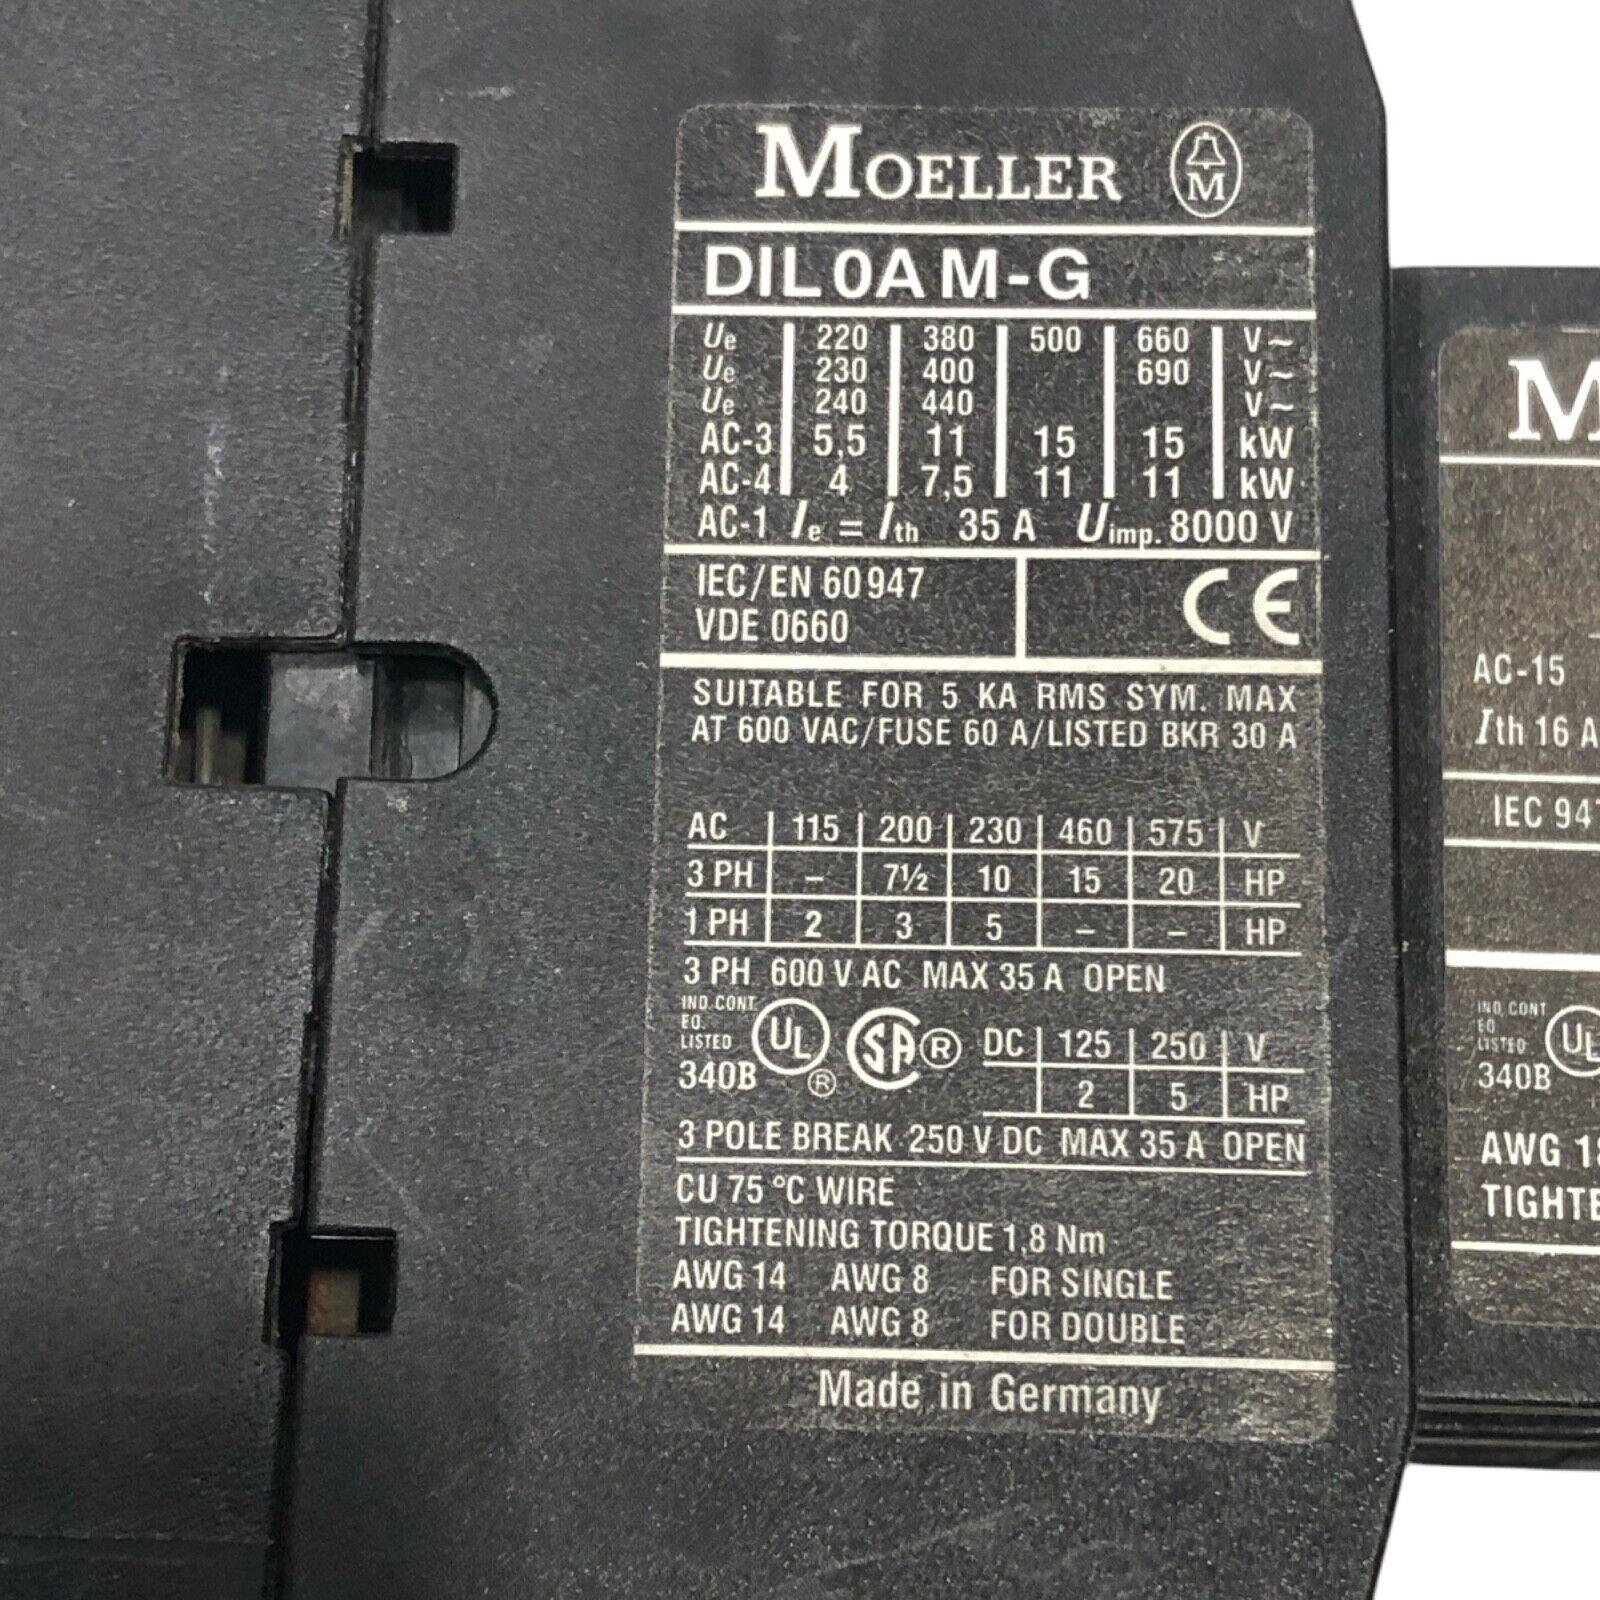 MOELLER M
DIL0AM-G
Ue 220 380 500 660 V~
Ue 230 400 690 V~
Ue 240 440 V~
AC-3 5,5 11 15 15 kW
AC-4 4 7,5 11 11 kW
AC-1 Ie = Ith 35 A Uimp. 8000 V
IEC/EN 60947
VDE 0660
CE
SUITABLE FOR 5 KA RMS SYM. MAX
AT 600 VAC/FUSE 60 A/LISTED BKR 30 A
AC 115 200 230 460 575 V
3 PH – 7½ 10 15 20 HP
1 PH 2 3 5 – – HP
3 PH 600 V AC MAX 35 A OPEN
IND. CONT.
EQ.
LISTED
340B
UL ®
SA ®
DC 125 250 V
2 5 HP
3 POLE BREAK 250 V DC MAX 35 A OPEN
CU 75 °C WIRE
TIGHTENING TORQUE 1,8 Nm
AWG 14 AWG 8 FOR SINGLE
AWG 14 AWG 8 FOR DOUBLE
Made in Germany
M
AC-15
Ith 16 A
IEC 947
IND. CONT
EQ
LISTED
340B
UL
AWG 18
TIGHTE